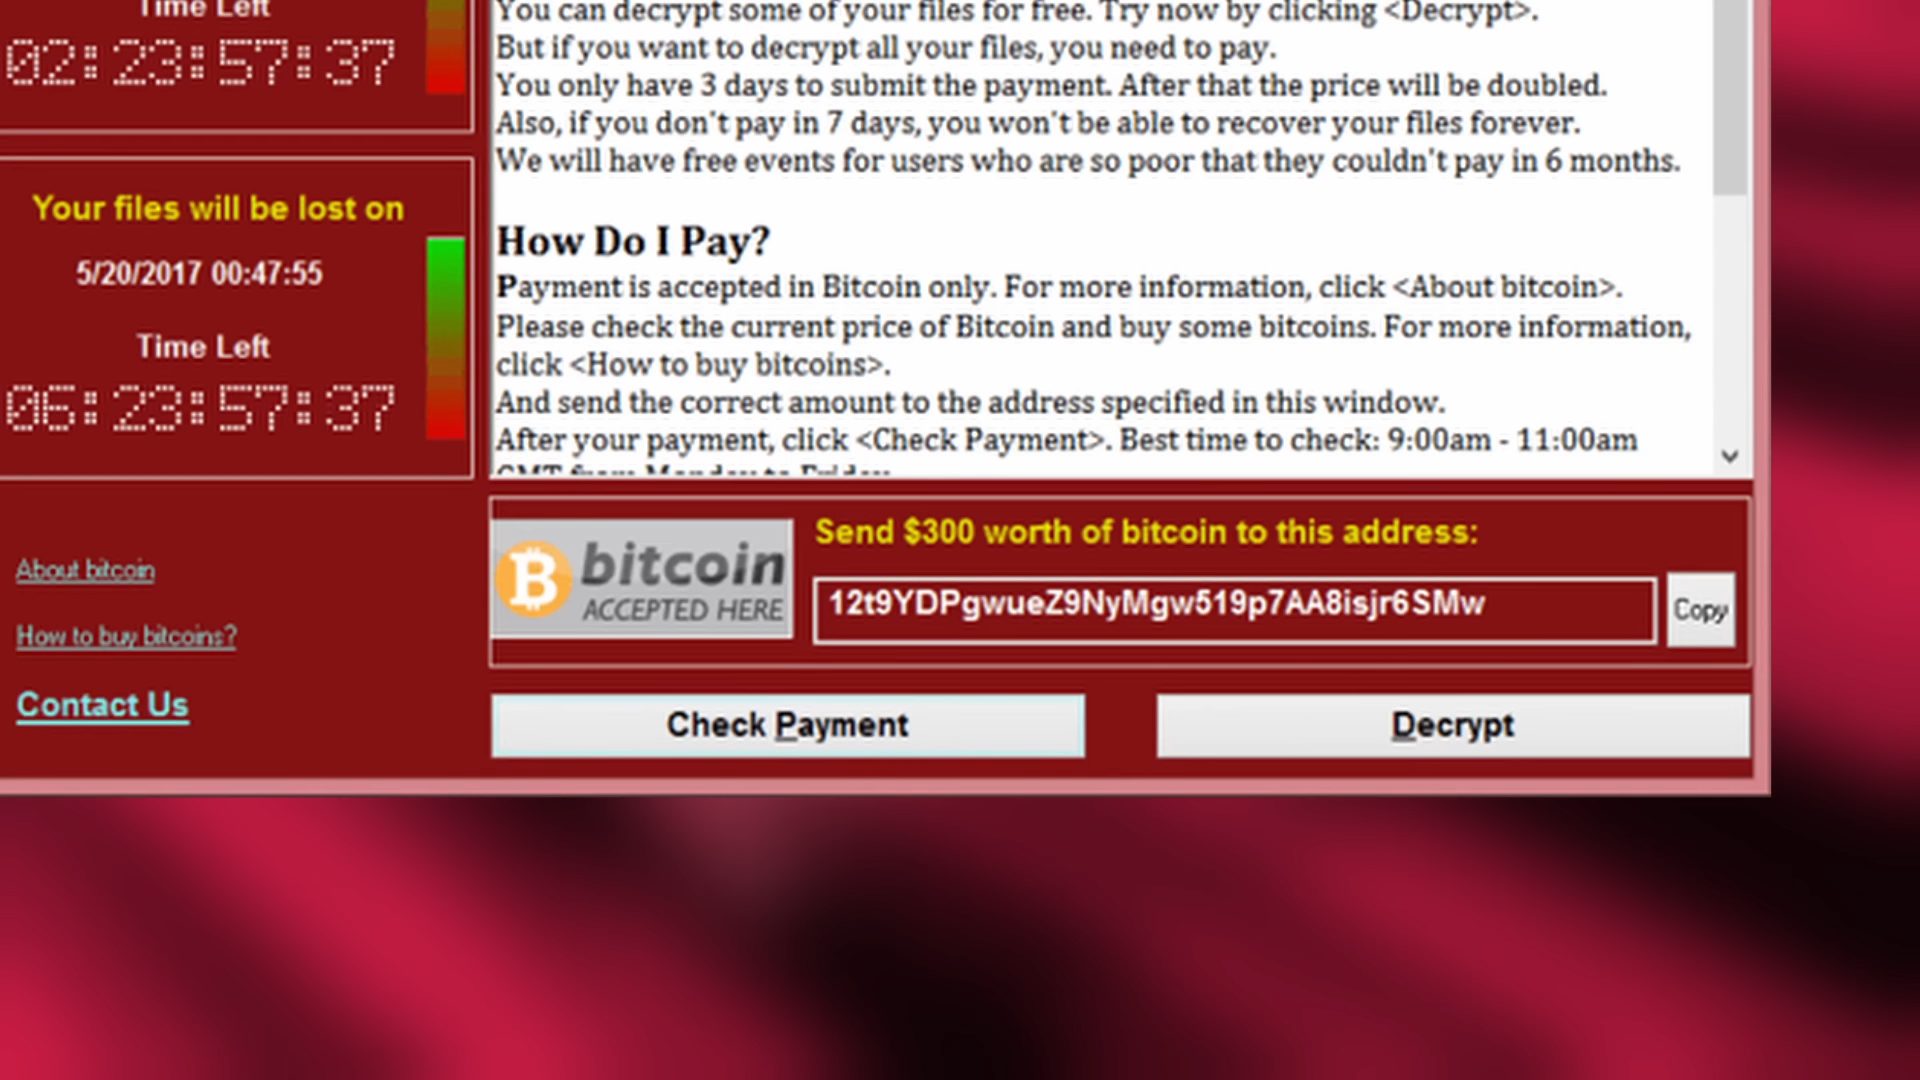 Time Left
02:23:57:37
Your files will be lost on
5/20/2017 00:47:55
Time Left
06:23:57:37
About bitcoin
How to buy bitcoins?
Contact Us
You can decrypt some of your files for free. Try now by clicking <Decrypt>.
But if you want to decrypt all your files, you need to pay.
You only have 3 days to submit the payment. After that the price will be doubled.
Also, if you don't pay in 7 days, you won't be able to recover your files forever.
We will have free events for users who are so poor that they couldn't pay in 6 months.
How Do I Pay?
Payment is accepted in Bitcoin only. For more information, click <About bitcoin>.
Please check the current price of Bitcoin and buy some bitcoins. For more information,
click <How to buy bitcoins>.
And send the correct amount to the address specified in this window.
After your payment, click <Check Payment>. Best time to check: 9:00am - 11:00am
GMT from Monday to Friday.
bitcoin
ACCEPTED HERE
Send $300 worth of bitcoin to this address:
12t9YDPgwueZ9NyMgw519p7AA8isjr6SMw
Copy
Check Payment
Decrypt